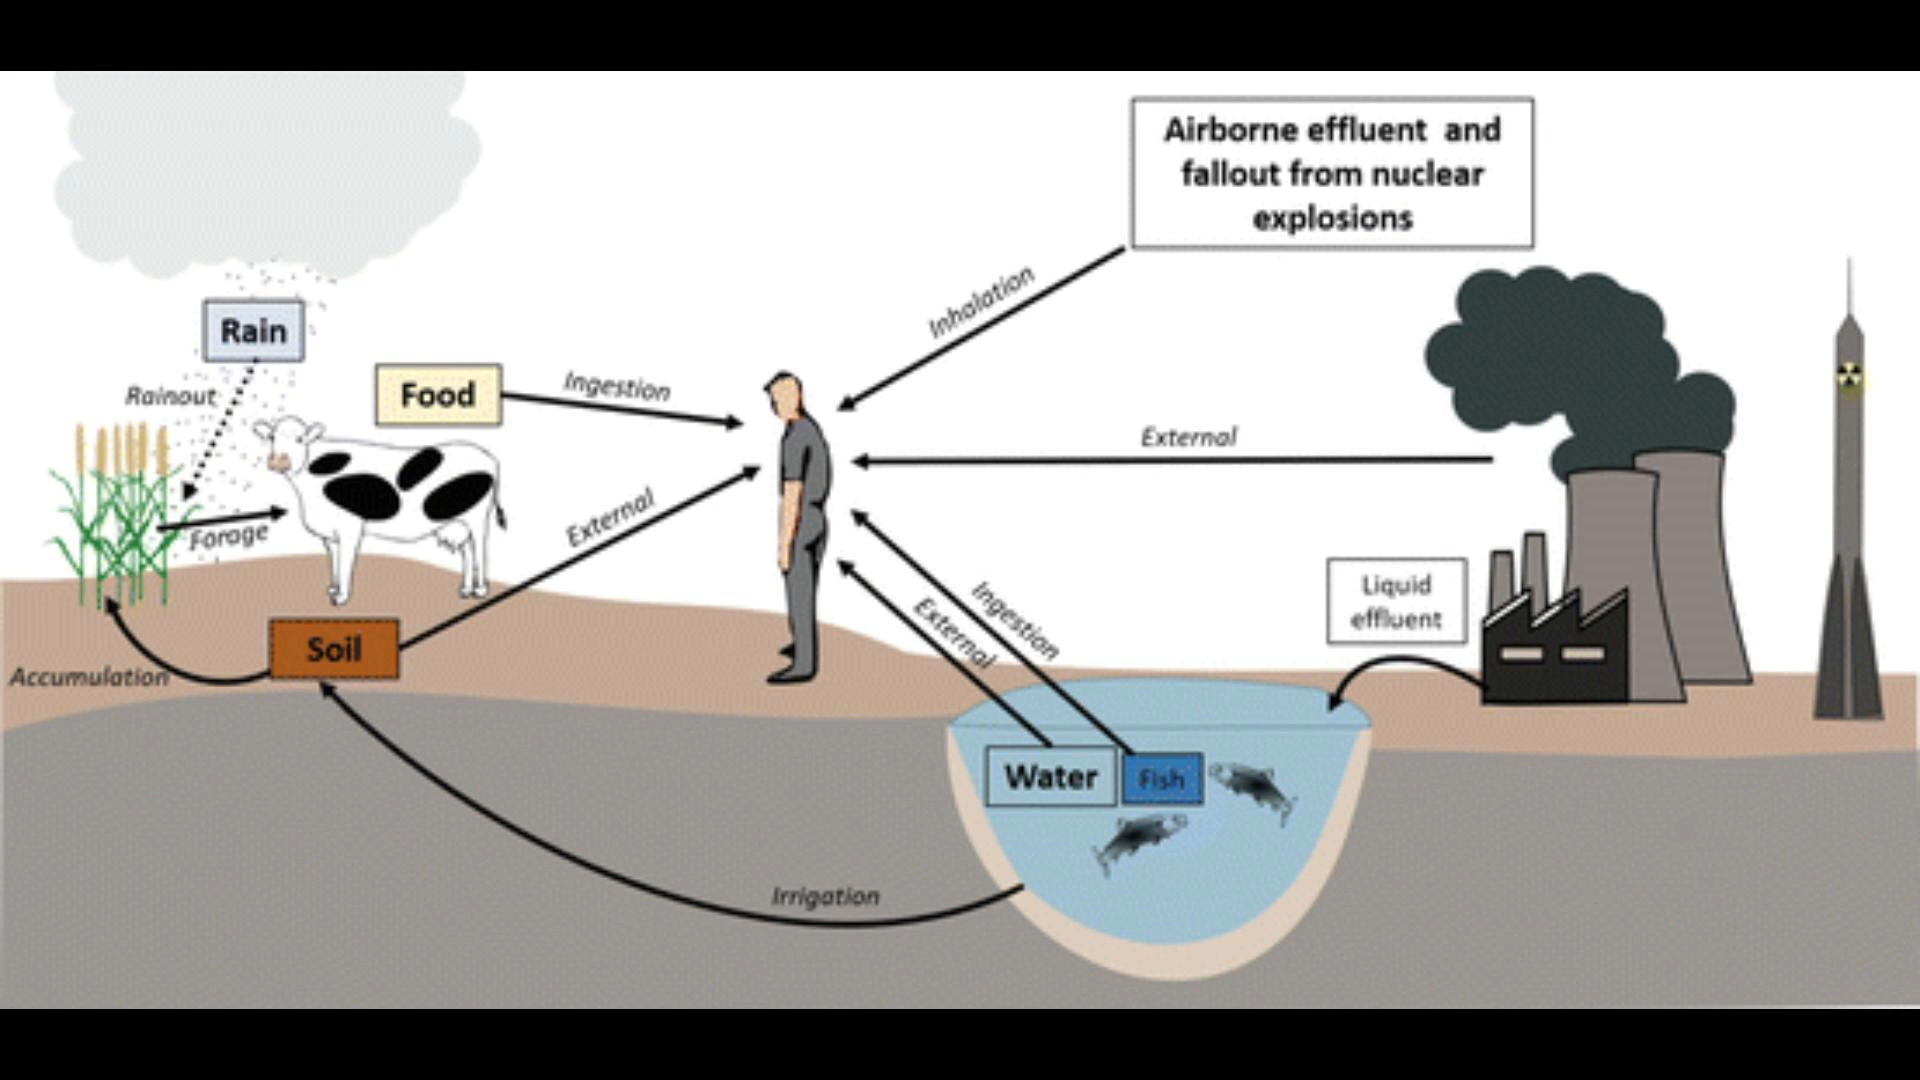 Airborne effluent and
fallout from nuclear
explosions
Inhalation
Rain
Rainout
Food
Ingestion
External
Forage
External
Liquid
effluent
Ingestion
External
Soil
Accumulation
Water
Fish
Irrigation